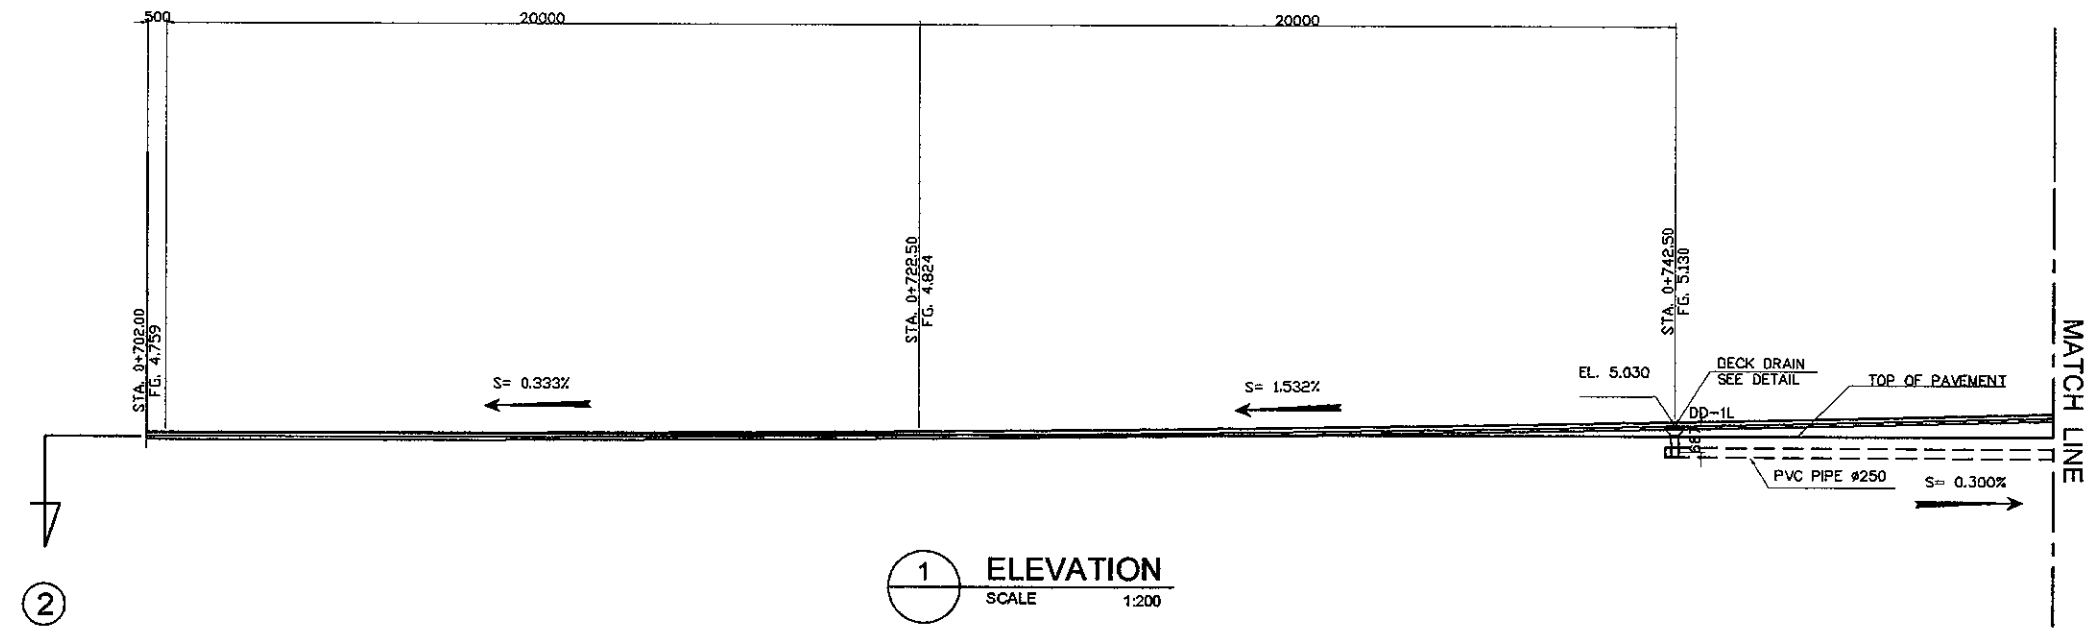 500
20000
20000
STA. 0+702.00
FG. 4.759
STA. 0+722.50
FG. 4.824
STA. 0+742.50
FG. 5.130
S= 0.333%
S= 1.532%
EL. 5.030
DECK DRAIN
SEE DETAIL
TOP OF PAVEMENT
DD-1L
PVC PIPE ø250
S= 0.300%
MATCH LINE
1
ELEVATION
SCALE 1:200
2